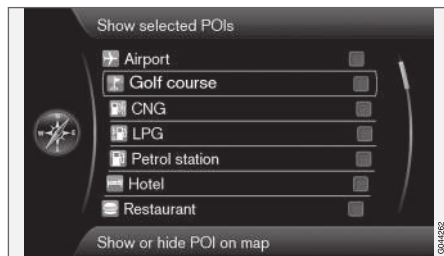 Show selected POIs
Airport
Golf course
CNG
LPG
Petrol station
Hotel
Restaurant
Show or hide POI on map
G044262